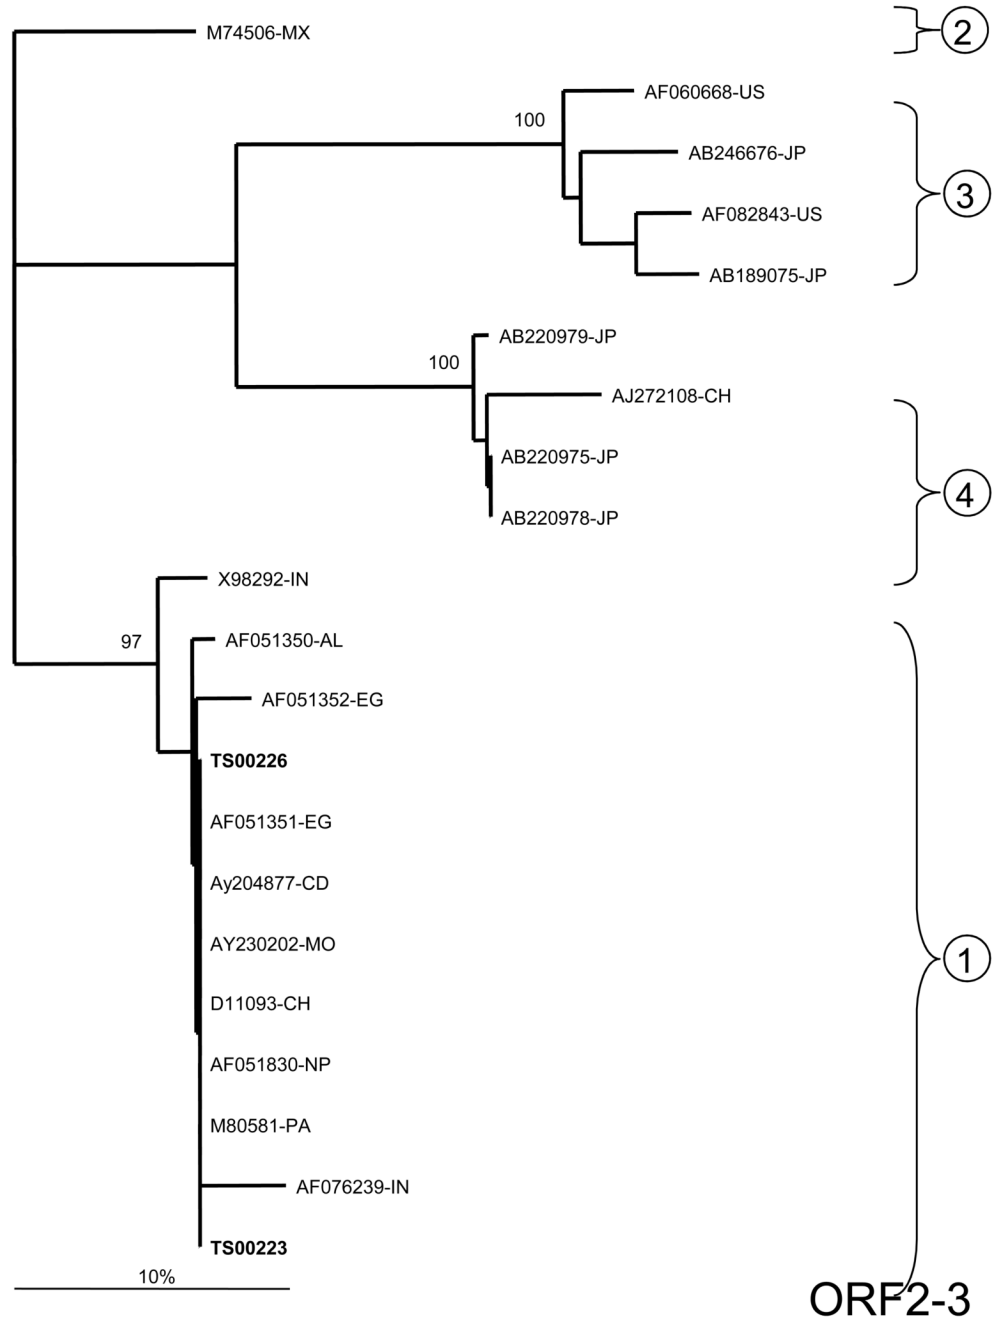 M74506-MX
2
AF060668-US
100
AB246676-JP
3
AF082843-US
AB189075-JP
AB220979-JP
100
AJ272108-CH
AB220975-JP
4
AB220978-JP
X98292-IN
97
AF051350-AL
AF051352-EG
TS00226
AF051351-EG
Ay204877-CD
AY230202-MO
1
D11093-CH
AF051830-NP
M80581-PA
AF076239-IN
TS00223
10%
ORF2-3